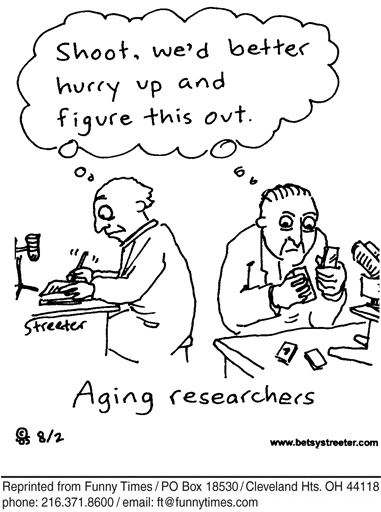 Shoot, we'd better
hurry up and
figure this out.
Streeter
Aging researchers
© 05 8/2
www.betsystreeter.com
Reprinted from Funny Times / PO Box 18530 / Cleveland Hts. OH 44118
phone: 216.371.8600 / email: ft@funnytimes.com